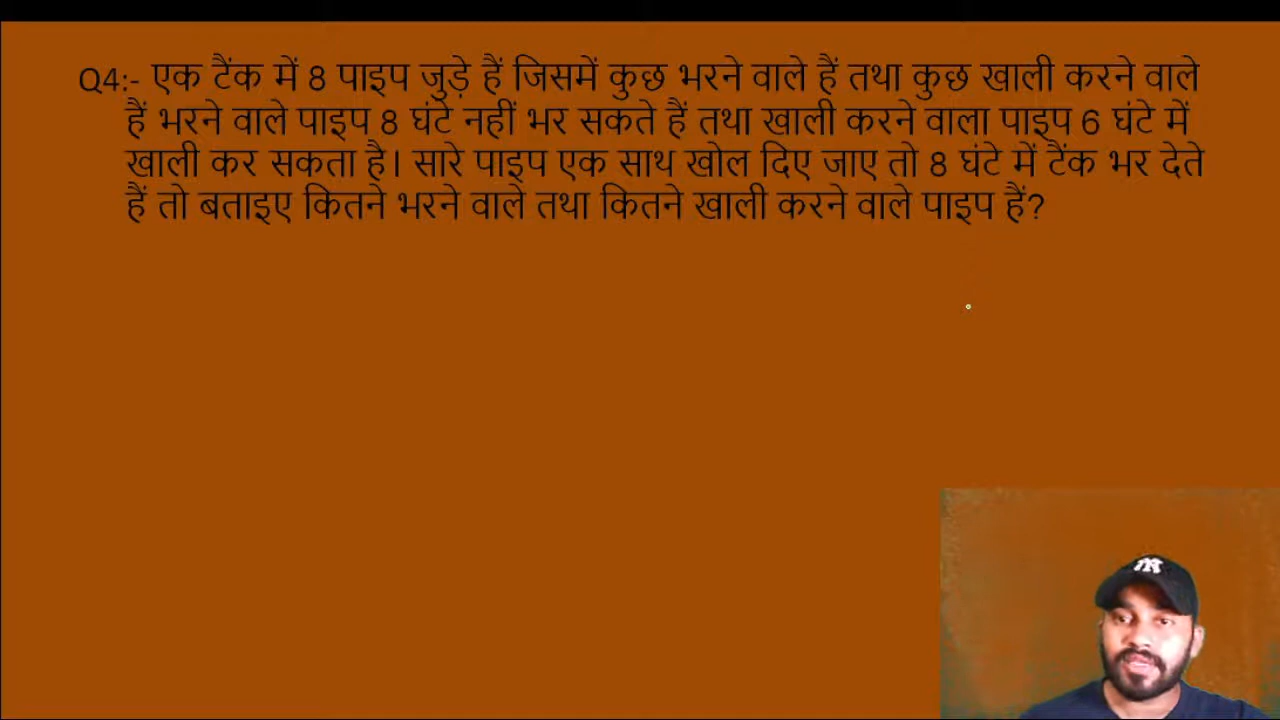 Q4:- एक टैंक में 8 पाइप जुड़े हैं जिसमें कुछ भरने वाले हैं तथा कुछ खाली करने वाले
हैं भरने वाले पाइप 8 घंटे नहीं भर सकते हैं तथा खाली करने वाला पाइप 6 घंटे में
खाली कर सकता है। सारे पाइप एक साथ खोल दिए जाए तो 8 घंटे में टैंक भर देते
हैं तो बताइए कितने भरने वाले तथा कितने खाली करने वाले पाइप हैं?